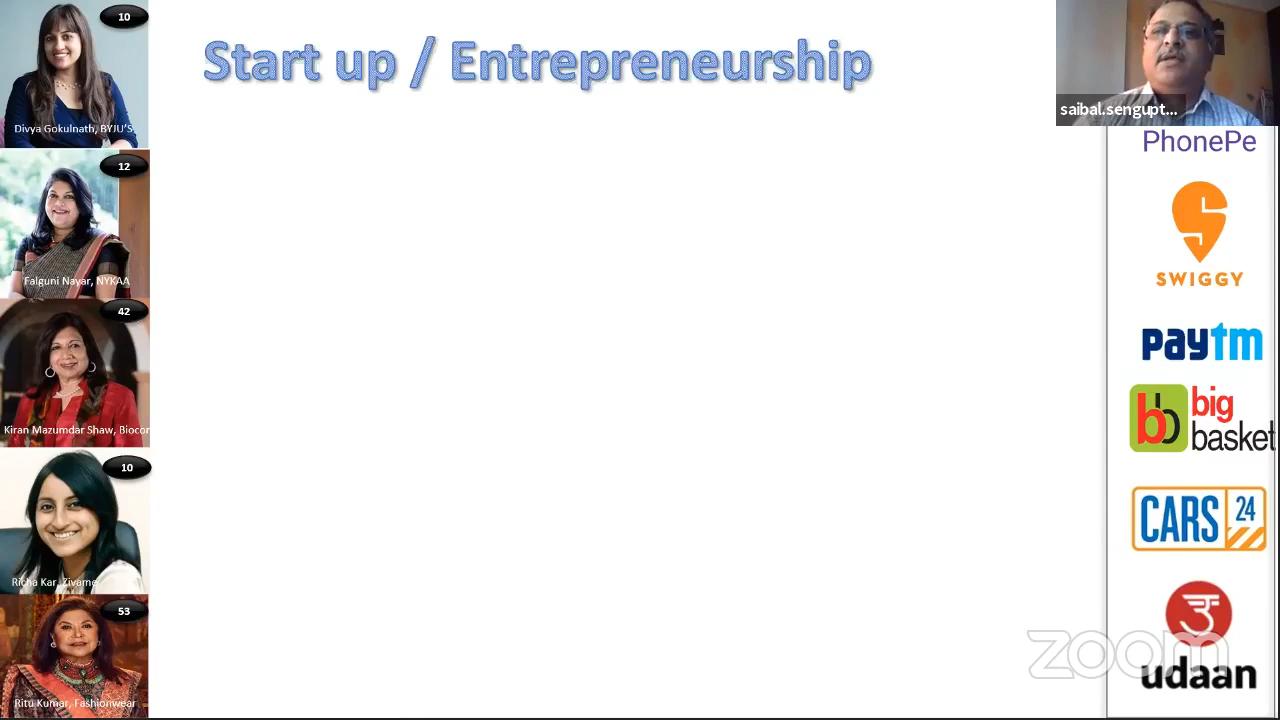 Start up / Entrepreneurship
10
Divya Gokulnath, BYJU'S
12
Falguni Nayar, NYKAA
42
Kiran Mazumdar Shaw, Biocon
10
Richa Kar, Zivame
53
Ritu Kumar, Fashionwear
saibal.sengupt...
PhonePe
SWIGGY
paytm
bb
big
basket
CARS
24
उ
udaan
zoom